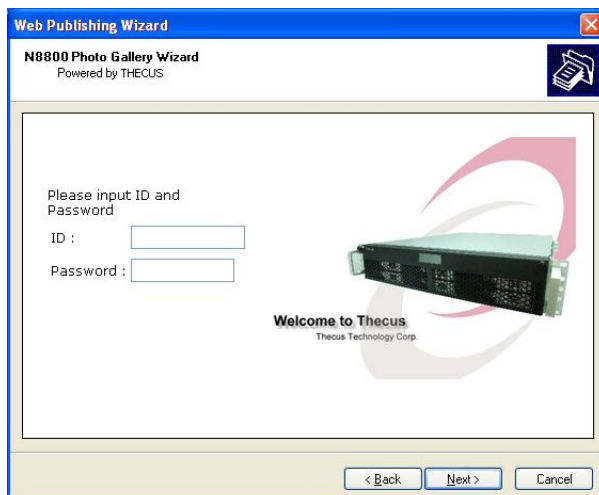 Web Publishing Wizard
N8800 Photo Gallery Wizard
Powered by THECUS
Please input ID and
Password
ID :
Password :
Welcome to Thecus
Thecus Technology Corp.
< Back
Next >
Cancel